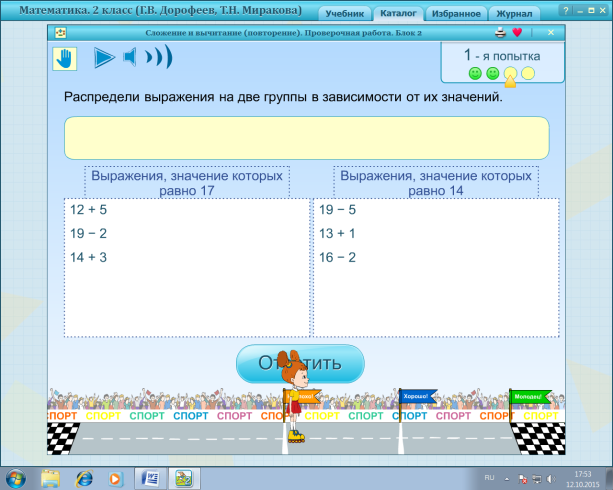 Математика. 2 класс (Г.В. Дорофеев, Т.Н. Миракова)
Учебник Каталог Избранное Журнал
Сложение и вычитание (повторение). Проверочная работа. Блок 2
1 - я попытка
Распредели выражения на две группы в зависимости от их значений.
Выражения, значение которых
равно 17
Выражения, значение которых
равно 14
12 + 5
19 − 2
14 + 3
19 − 5
13 + 1
16 − 2
Хорошо!
Молодец!
СПОРТ СПОРТ СПОРТ СПОРТ СПОРТ СПОРТ СПОРТ СПОРТ СПОРТ СПОРТ СПОРТ
RU
17:53
12.10.2015